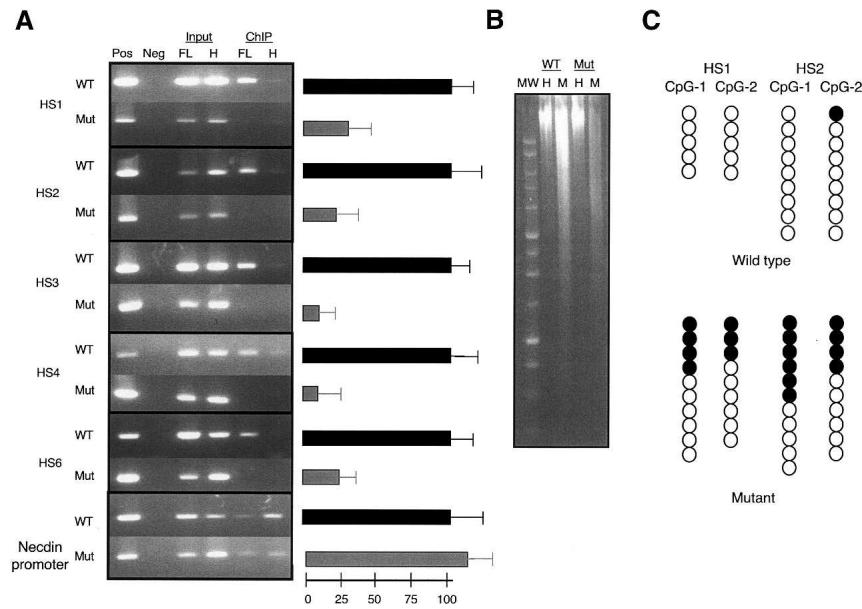 A
B
C
Input
ChIP
Pos Neg FL H FL H
HS1
WT
Mut
HS2
WT
Mut
HS3
WT
Mut
HS4
WT
Mut
HS6
WT
Mut
Necdin promoter
WT
Mut
0 25 50 75 100
WT Mut
MW H M H M
HS1 HS2
CpG-1 CpG-2 CpG-1 CpG-2
Wild type
Mutant